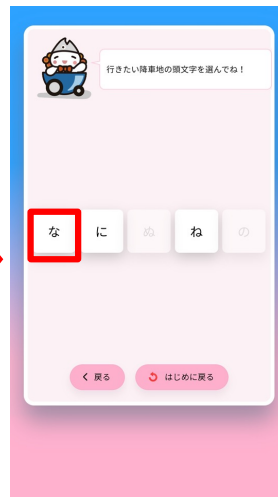 行きたい降車地の頭文字を選んでね！
な に ぬ ね の
戻る はじめに戻る